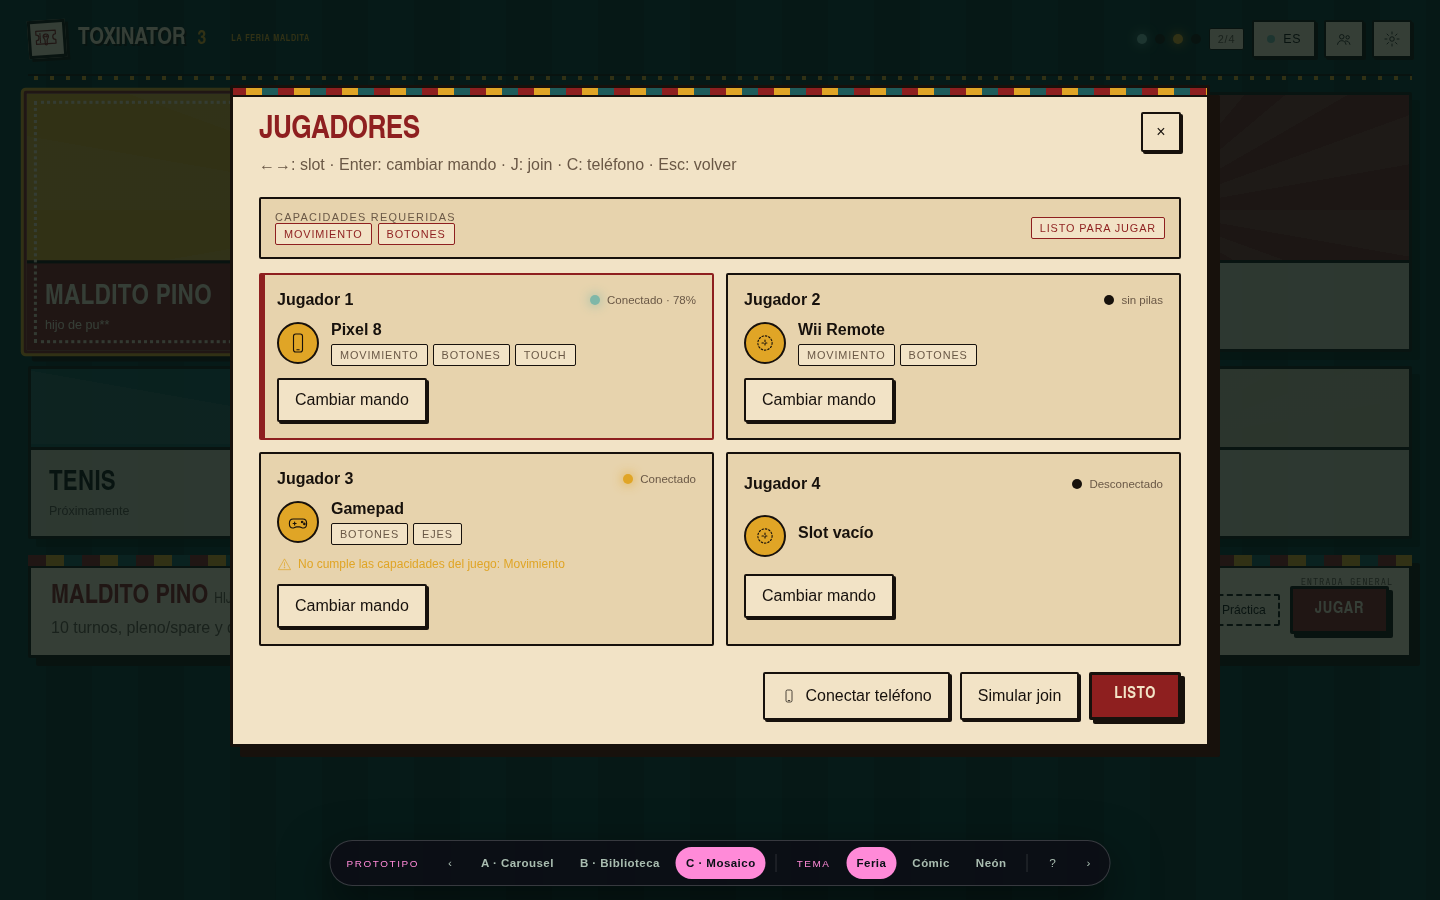 TOXINATOR 3
LA FERIA MALDITA
2/4
ES
JUGADORES
×
←→: slot · Enter: cambiar mando · J: join · C: teléfono · Esc: volver
CAPACIDADES REQUERIDAS
MOVIMIENTO
BOTONES
LISTO PARA JUGAR
Jugador 1
Conectado · 78%
Pixel 8
MOVIMIENTO
BOTONES
TOUCH
Cambiar mando
Jugador 2
sin pilas
Wii Remote
MOVIMIENTO
BOTONES
Cambiar mando
Jugador 3
Conectado
Gamepad
BOTONES
EJES
No cumple las capacidades del juego: Movimiento
Cambiar mando
Jugador 4
Desconectado
Slot vacío
Cambiar mando
Conectar teléfono
Simular join
LISTO
MALDITO PINO
hijo de pu**
TENIS
Próximamente
MALDITO PINO
10 turnos, pleno/spare y
ENTRADA GENERAL
Práctica
JUGAR
PROTOTIPO
‹
A · Carousel
B · Biblioteca
C · Mosaico
TEMA
Feria
Cómic
Neón
?
›